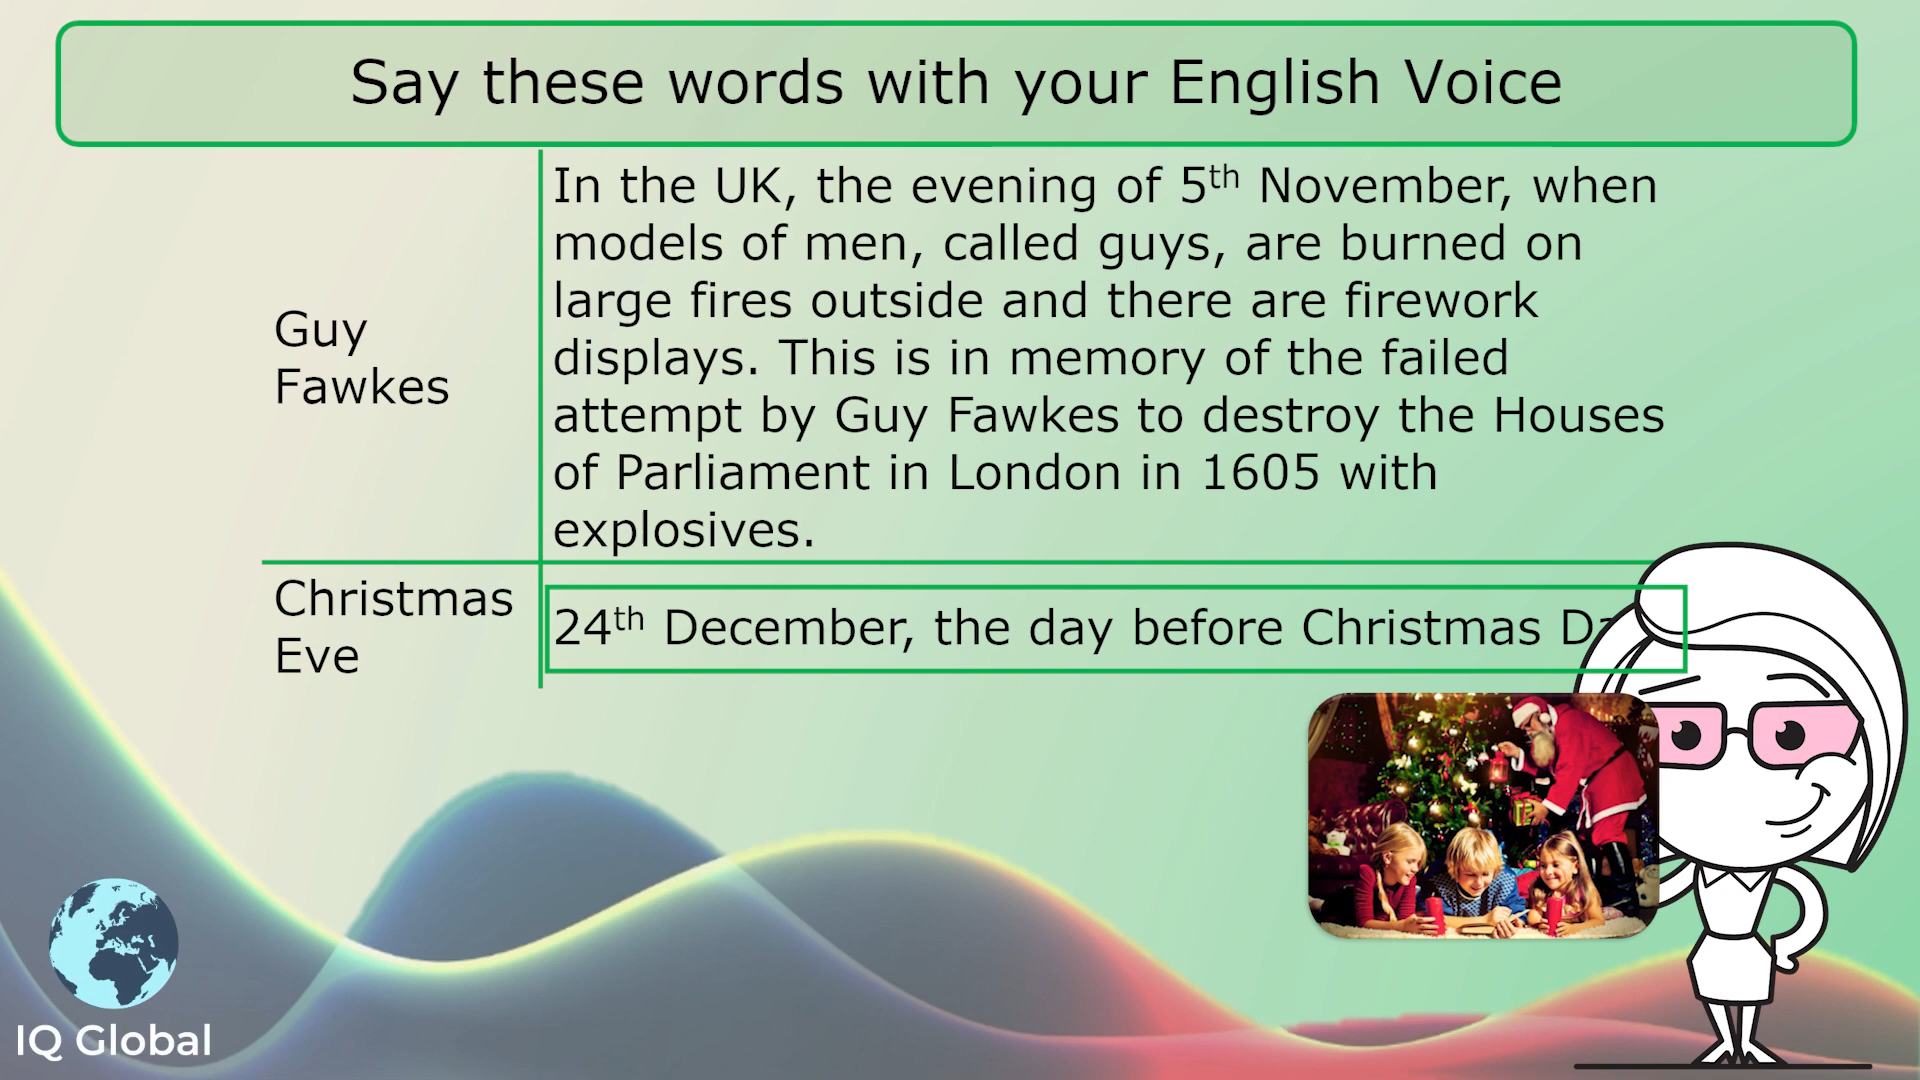 Say these words with your English Voice
Guy
Fawkes
In the UK, the evening of 5th November, when
models of men, called guys, are burned on
large fires outside and there are firework
displays. This is in memory of the failed
attempt by Guy Fawkes to destroy the Houses
of Parliament in London in 1605 with
explosives.
Christmas
Eve
24th December, the day before Christmas
IQ Global